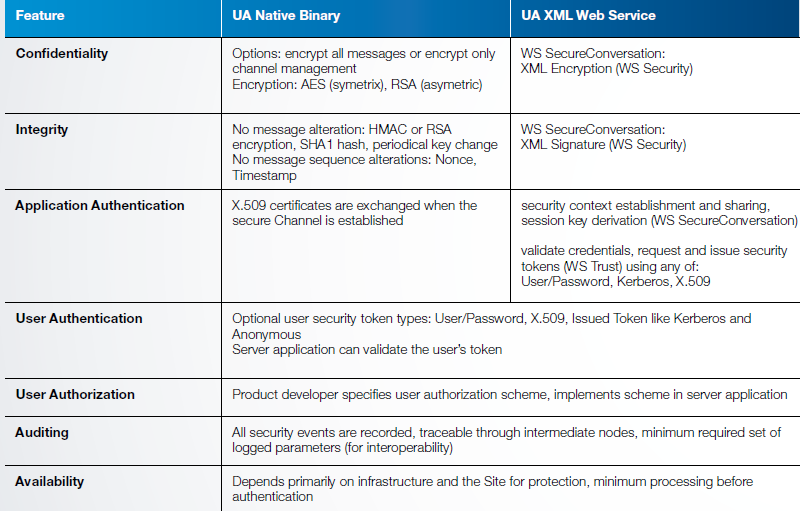 Feature
UA Native Binary
UA XML Web Service
Confidentiality
Options: encrypt all messages or encrypt only
channel management
Encryption: AES (symetrix), RSA (asymetric)
WS SecureConversation:
XML Encryption (WS Security)
Integrity
No message alteration: HMAC or RSA
encryption, SHA1 hash, periodical key change
No message sequence alterations: Nonce,
Timestamp
WS SecureConversation:
XML Signature (WS Security)
Application Authentication
X.509 certificates are exchanged when the
secure Channel is established
security context establishment and sharing,
session key derivation (WS SecureConversation)
validate credentials, request and issue security
tokens (WS Trust) using any of:
User/Password, Kerberos, X.509
User Authentication
Optional user security token types: User/Password, X.509, Issued Token like Kerberos and
Anonymous
Server application can validate the user's token
User Authorization
Product developer specifies user authorization scheme, implements scheme in server application
Auditing
All security events are recorded, traceable through intermediate nodes, minimum required set of
logged parameters (for interoperability)
Availability
Depends primarily on infrastructure and the Site for protection, minimum processing before
authentication